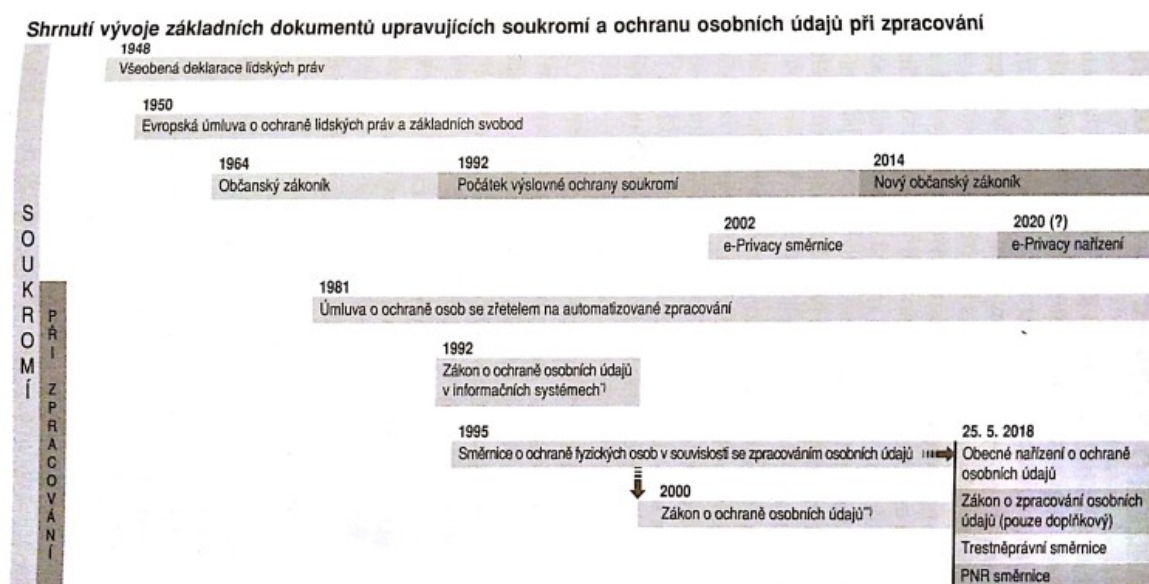 Shrnutí vývoje základních dokumentů upravujících soukromí a ochranu osobních údajů při zpracování
1948
Všeobená deklarace lidských práv
1950
Evropská úmluva o ochraně lidských práv a základních svobod
1964
Občanský zákoník
1992
Počátek výslovné ochrany soukromí
2014
Nový občanský zákoník
2002
e-Privacy směrnice
2020 (?)
e-Privacy nařízení
SOUKROMÍ
PŘI ZPRACOVÁNÍ
1981
Úmluva o ochraně osob se zřetelem na automatizované zpracování
1992
Zákon o ochraně osobních údajů
v informačních systémech*)
1995
Směrnice o ochraně fyzických osob v souvislosti se zpracováním osobních údajů
25. 5. 2018
Obecné nařízení o ochraně
osobních údajů
2000
Zákon o ochraně osobních údajů**)
Zákon o zpracování osobních
údajů (pouze doplňkový)
Trestněprávní směrnice
PNR směrnice